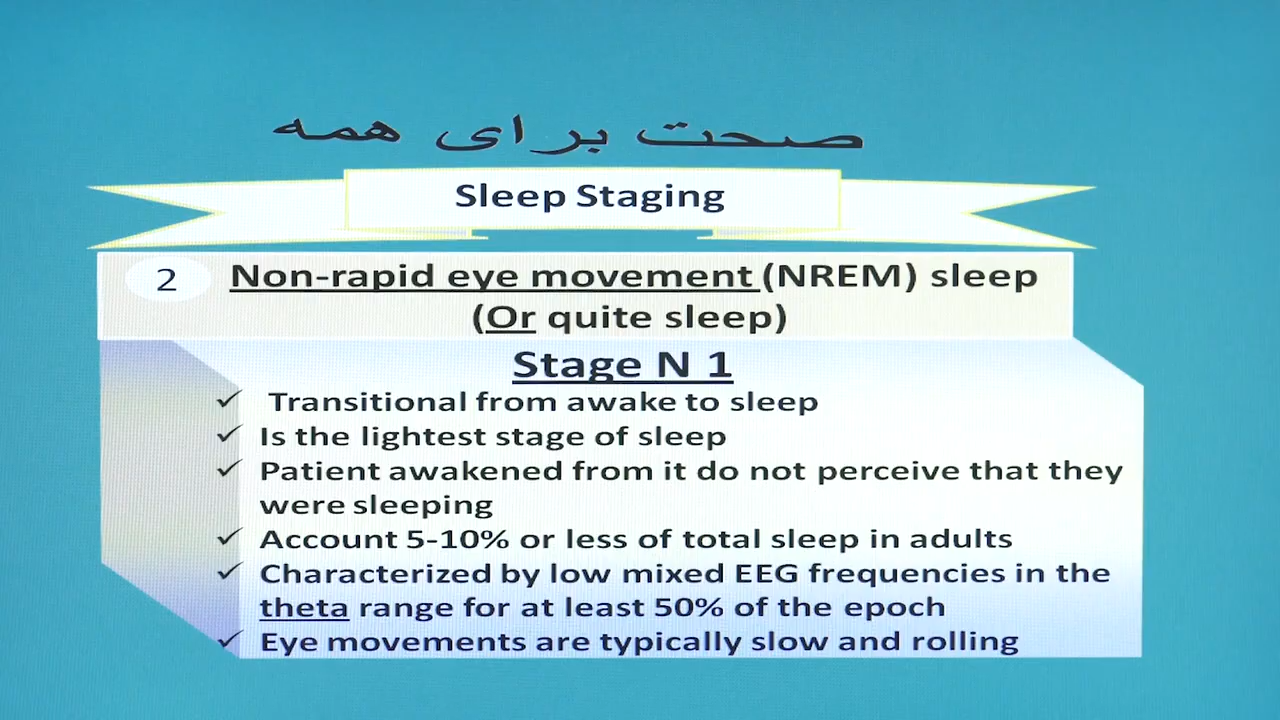 صحت برای همه
Sleep Staging
2 Non-rapid eye movement (NREM) sleep
(Or quite sleep)
Stage N 1
✓ Transitional from awake to sleep
✓ Is the lightest stage of sleep
✓ Patient awakened from it do not perceive that they
were sleeping
✓ Account 5-10% or less of total sleep in adults
✓ Characterized by low mixed EEG frequencies in the
theta range for at least 50% of the epoch
✓ Eye movements are typically slow and rolling